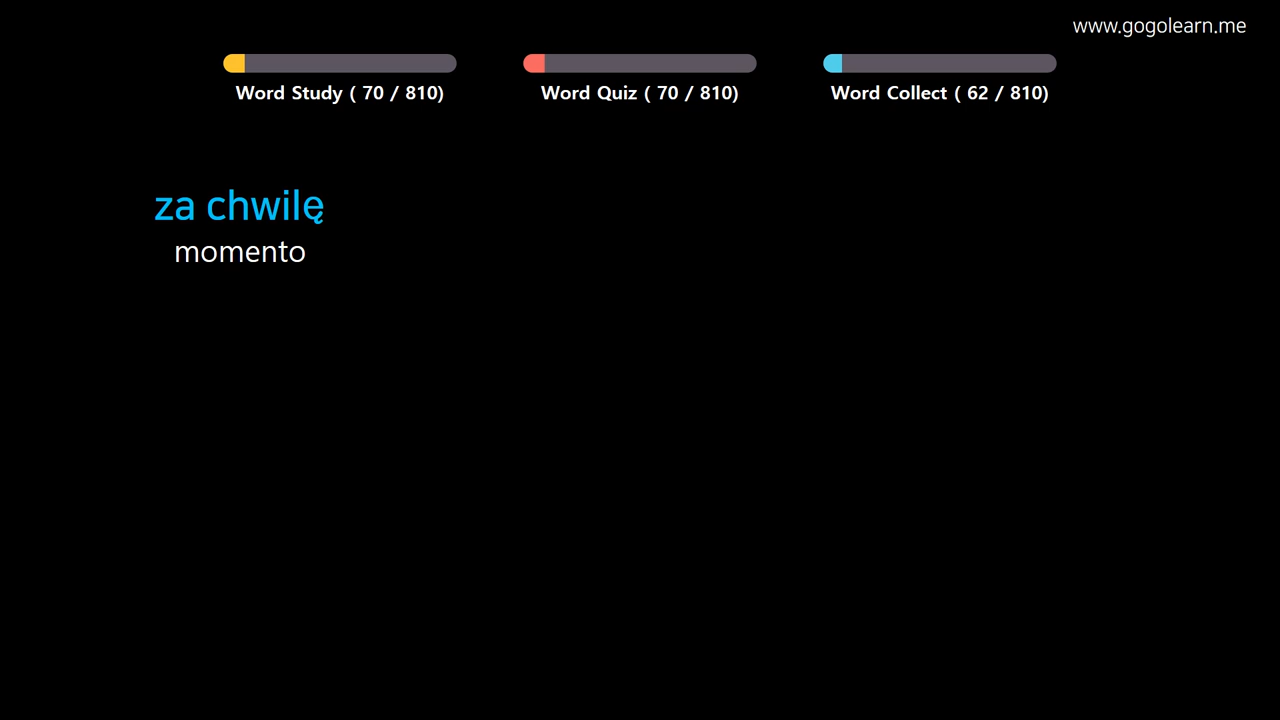 www.gogolearn.me
Word Study ( 70 / 810)
Word Quiz ( 70 / 810)
Word Collect ( 62 / 810)
za chwilę
momento